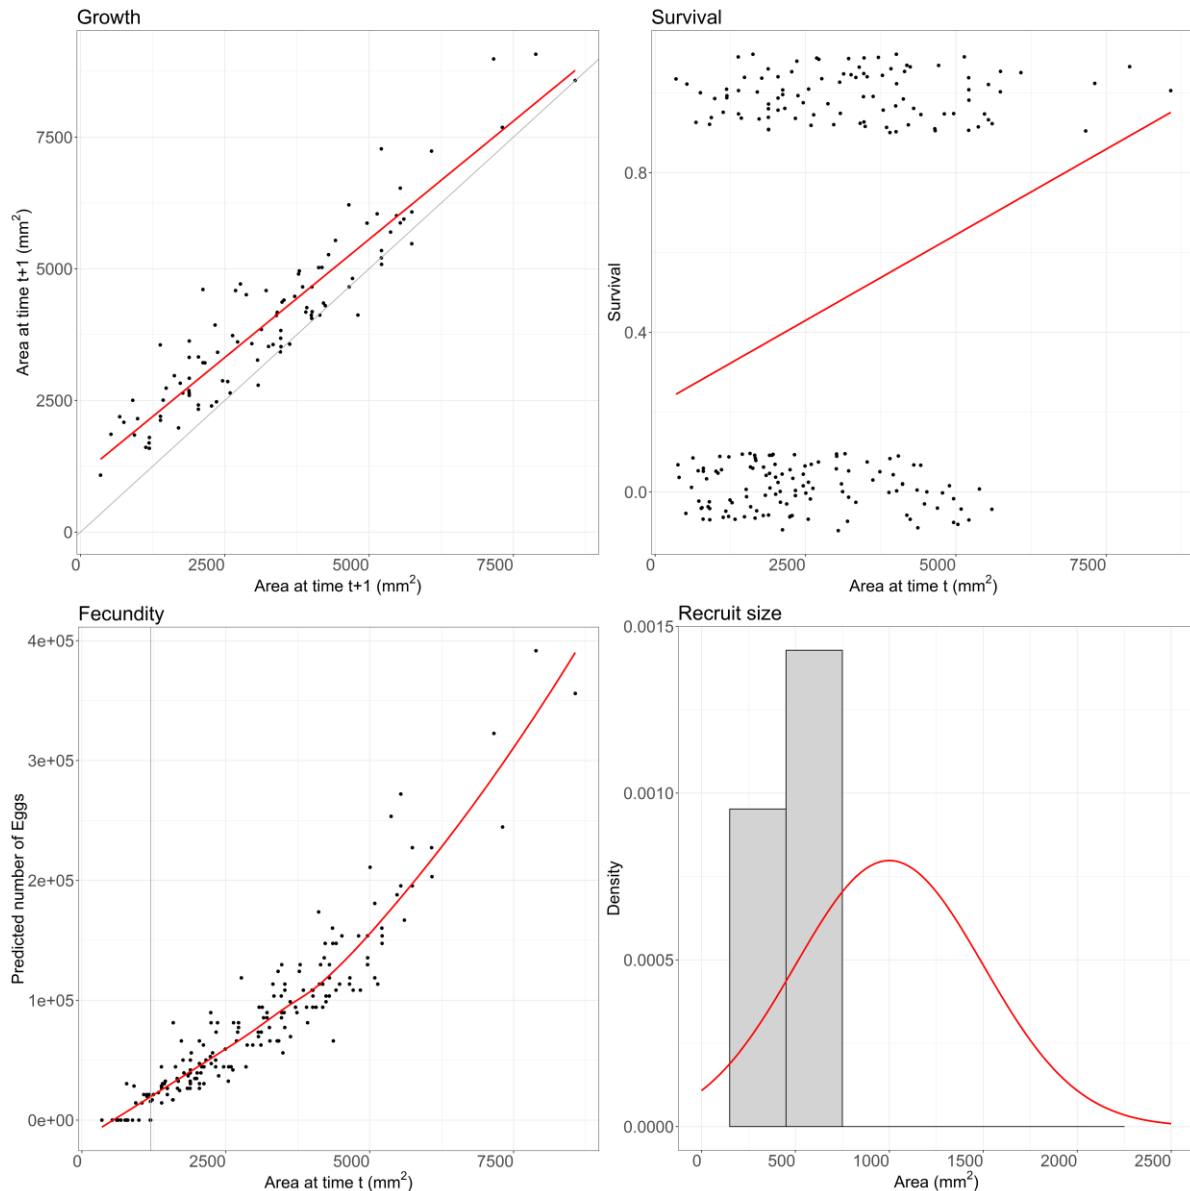 Growth
Area at time t+1 (mm²)
7500
5000
2500
0
2500
5000
7500
Area at time t+1 (mm²)
Survival
Survival
0.8
0.4
0.0
0
2500
5000
7500
Area at time t (mm²)
Fecundity
Predicted number of Eggs
4e+05
3e+05
2e+05
1e+05
0e+00
0
2500
5000
7500
Area at time t (mm²)
Recruit size
Density
0.0015
0.0010
0.0005
0.0000
0
500
1000
1500
2000
2500
Area (mm²)